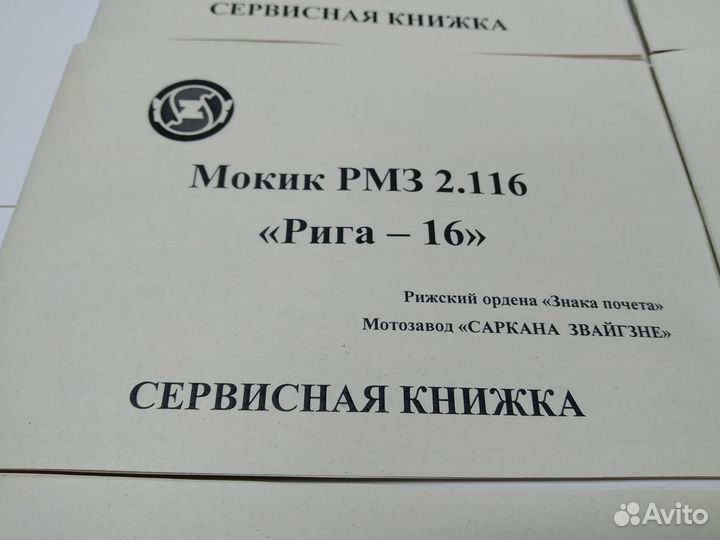 СЕРВИСНАЯ КНИЖКА
Мокик РМЗ 2.116
«Рига – 16»
Рижский ордена «Знака почета»
Мотозавод «САРКАНА ЗВАЙГЗНЕ»
СЕРВИСНАЯ КНИЖКА
Avito